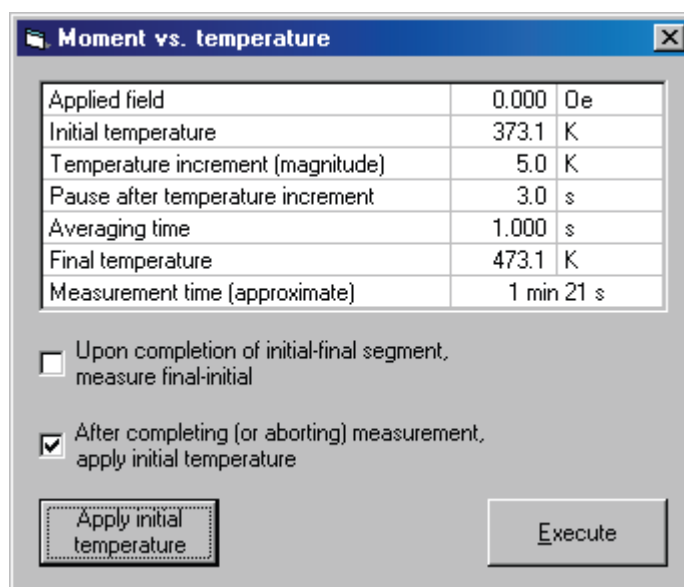 Moment vs. temperature
Applied field 0.000 Oe
Initial temperature 373.1 K
Temperature increment (magnitude) 5.0 K
Pause after temperature increment 3.0 s
Averaging time 1.000 s
Final temperature 473.1 K
Measurement time (approximate) 1 min 21 s
Upon completion of initial-final segment,
measure final-initial
After completing (or aborting) measurement,
apply initial temperature
Apply initial
temperature
Execute